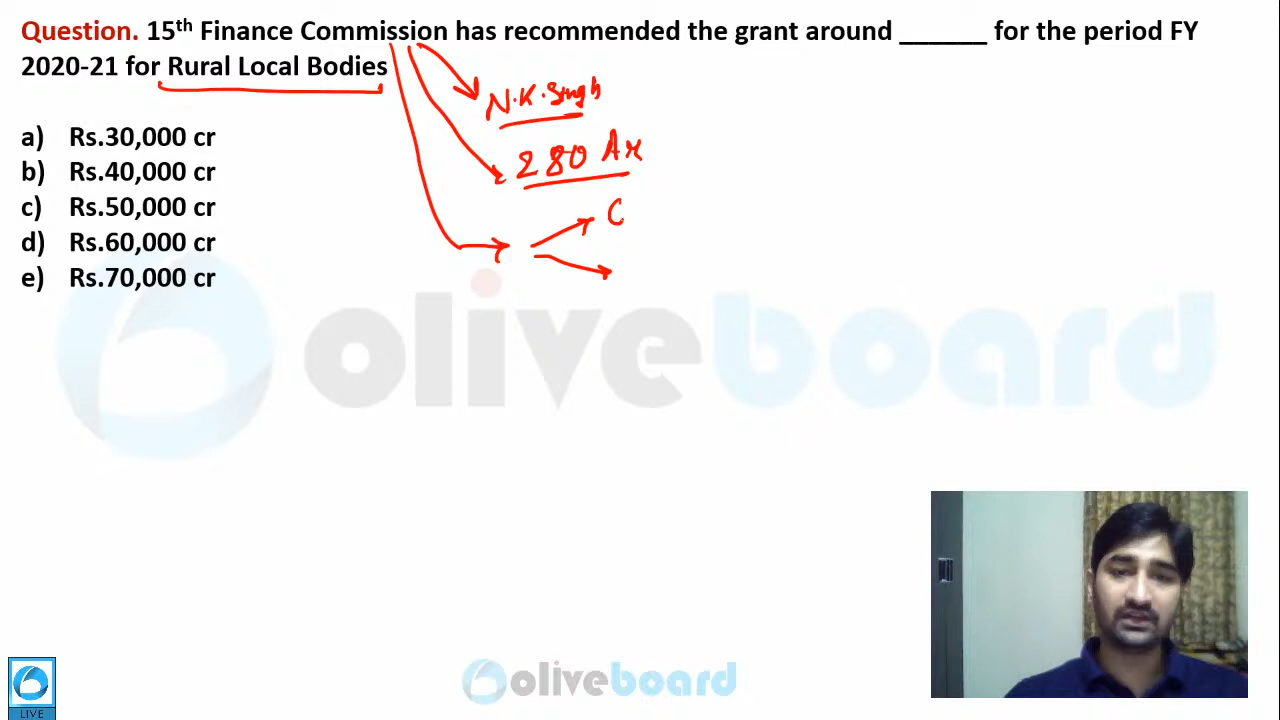 Question. 15th Finance Commission has recommended the grant around ______ for the period FY
2020-21 for Rural Local Bodies
N.K.Singh
a) Rs.30,000 cr
280 Ar
b) Rs.40,000 cr
c) Rs.50,000 cr
C
d) Rs.60,000 cr
e) Rs.70,000 cr
oliveboard
oliveboard
LIVE